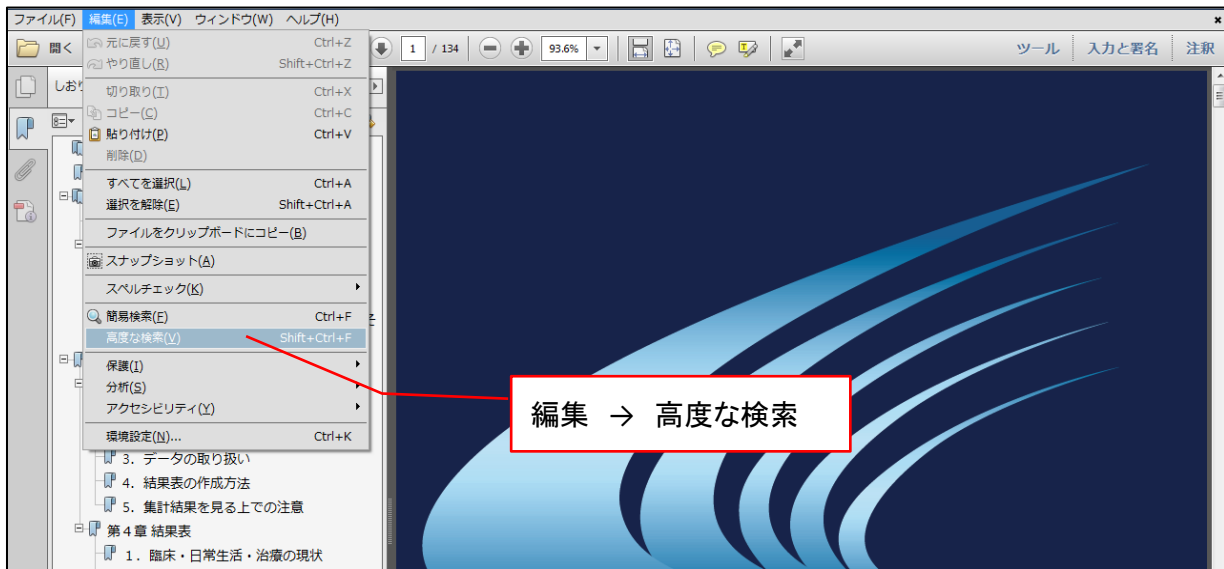 ファイル(F) 編集(E) 表示(V) ウィンドウ(W) ヘルプ(H)
開く 1 / 134 93.6% ツール 入力と署名 注釈
元に戻す(U) Ctrl+Z
やり直し(R) Shift+Ctrl+Z
切り取り(T) Ctrl+X
コピー(C) Ctrl+C
貼り付け(P) Ctrl+V
削除(D)
すべてを選択(L) Ctrl+A
選択を解除(E) Shift+Ctrl+A
ファイルをクリップボードにコピー(B)
スナップショット(A)
スペルチェック(K)
簡易検索(F) Ctrl+F
高度な検索(V) Shift+Ctrl+F
保護(I)
分析(S)
アクセシビリティ(Y)
環境設定(N)... Ctrl+K
編集 → 高度な検索
3. データの取り扱い
4. 結果表の作成方法
5. 集計結果を見る上での注意
第4章 結果表
1. 臨床・日常生活・治療の現状